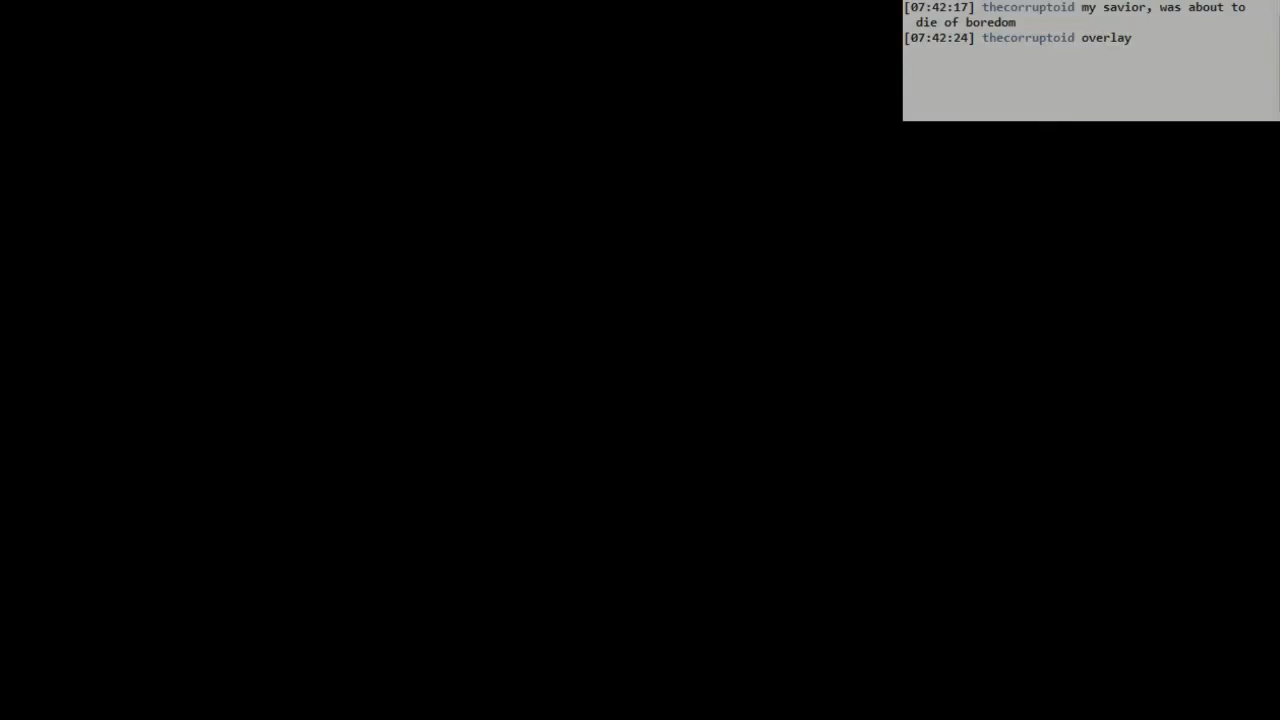 [07:42:17] thecorruptoid my savior, was about to
die of boredom
[07:42:24] thecorruptoid overlay